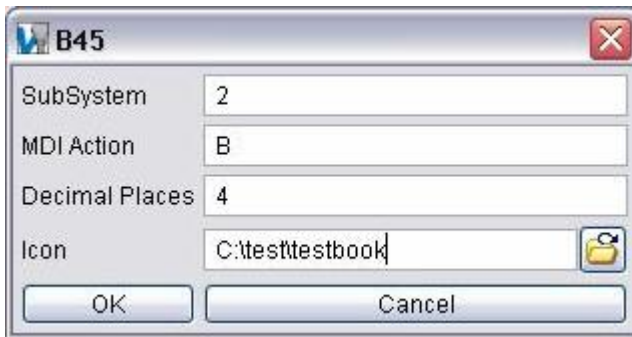 B45
SubSystem 2
MDI Action B
Decimal Places 4
Icon C:\test\testbook
OK Cancel